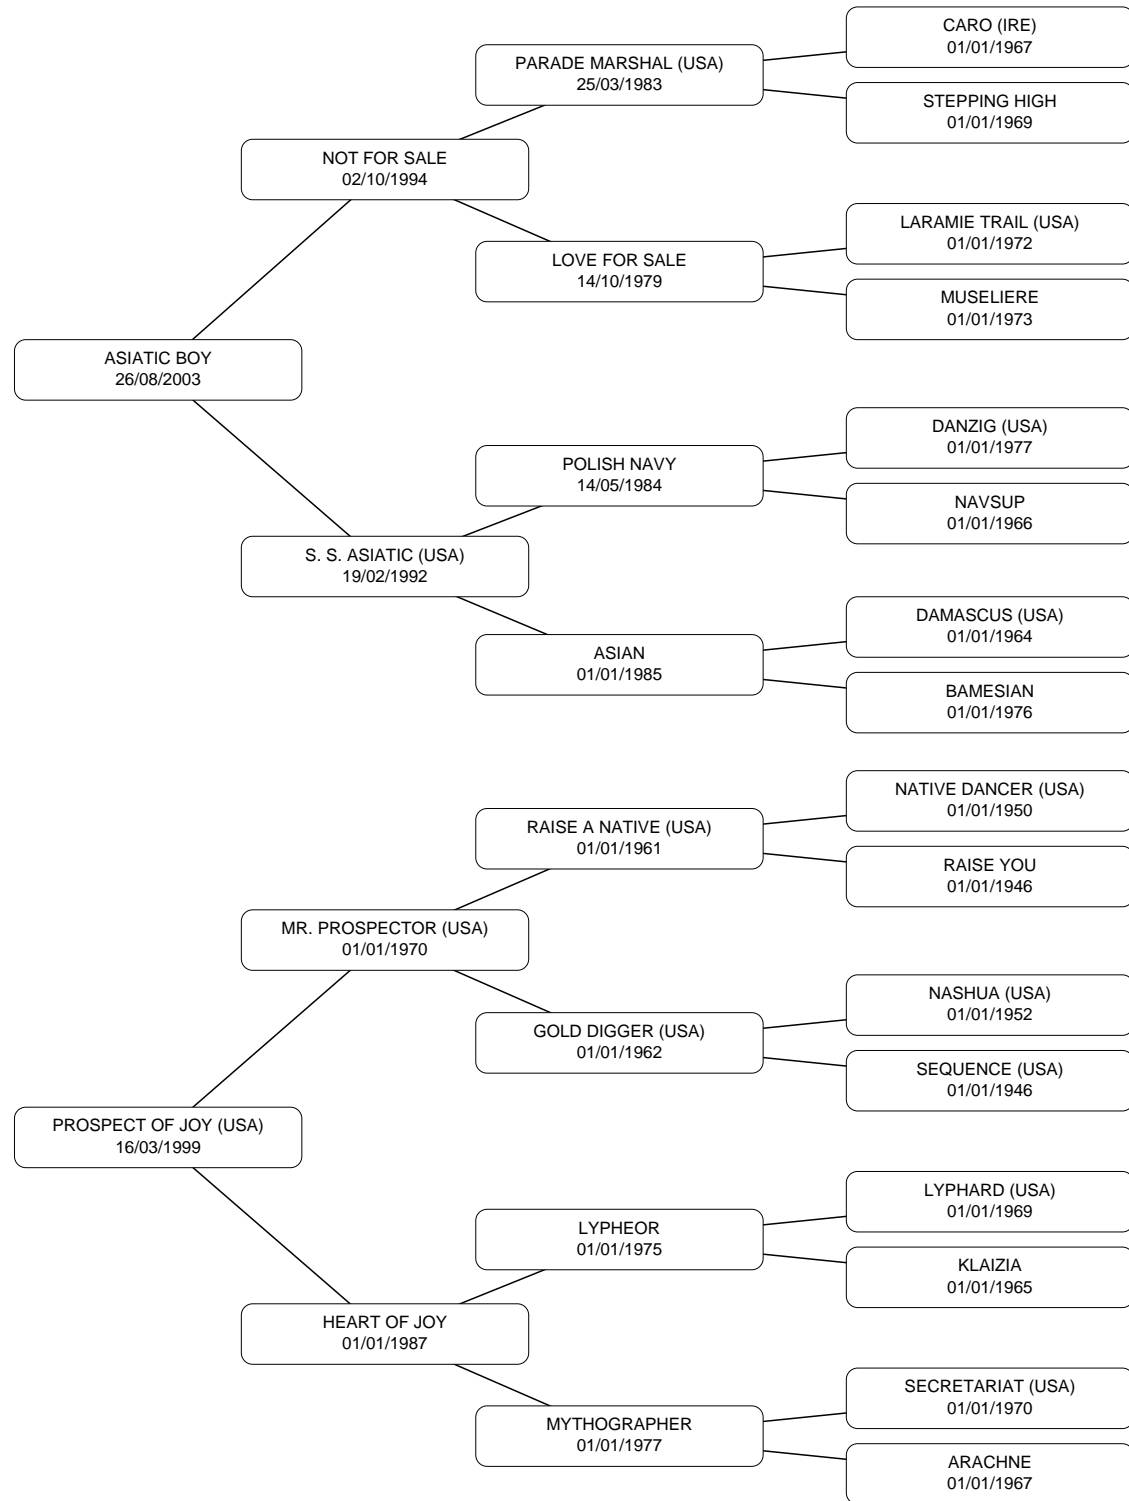 CARO (IRE)
01/01/1967
PARADE MARSHAL (USA)
25/03/1983
STEPPING HIGH
01/01/1969
NOT FOR SALE
02/10/1994
LARAMIE TRAIL (USA)
01/01/1972
LOVE FOR SALE
14/10/1979
MUSELIERE
01/01/1973
ASIATIC BOY
26/08/2003
DANZIG (USA)
01/01/1977
POLISH NAVY
14/05/1984
NAVSUP
01/01/1966
S. S. ASIATIC (USA)
19/02/1992
DAMASCUS (USA)
01/01/1964
ASIAN
01/01/1985
BAMESIAN
01/01/1976
NATIVE DANCER (USA)
01/01/1950
RAISE A NATIVE (USA)
01/01/1961
RAISE YOU
01/01/1946
MR. PROSPECTOR (USA)
01/01/1970
NASHUA (USA)
01/01/1952
GOLD DIGGER (USA)
01/01/1962
SEQUENCE (USA)
01/01/1946
PROSPECT OF JOY (USA)
16/03/1999
LYPHARD (USA)
01/01/1969
LYPHEOR
01/01/1975
KLAIZIA
01/01/1965
HEART OF JOY
01/01/1987
SECRETARIAT (USA)
01/01/1970
MYTHOGRAPHER
01/01/1977
ARACHNE
01/01/1967